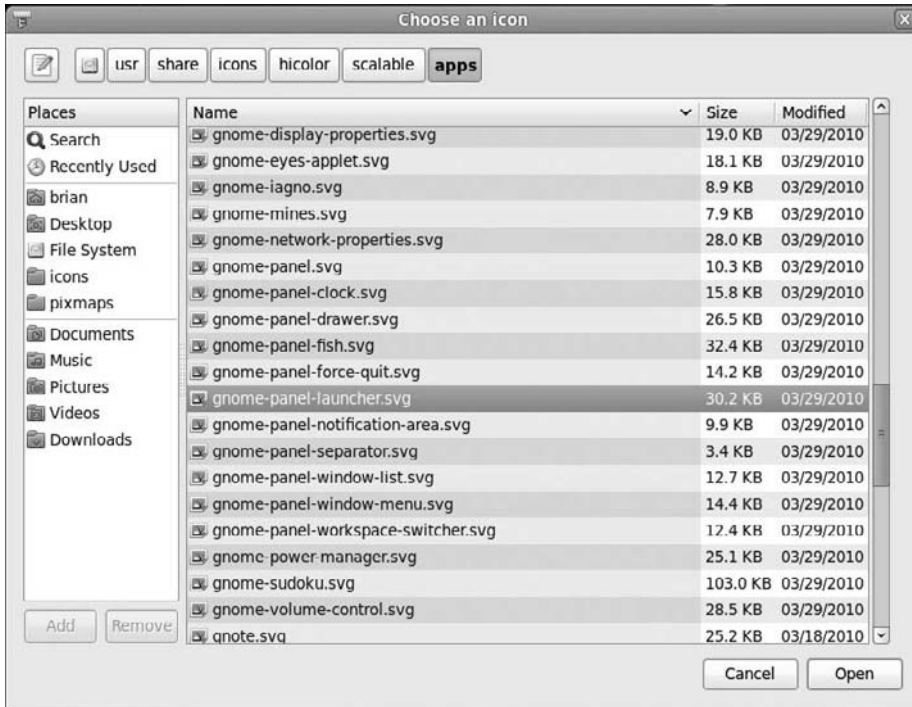 Choose an icon
usr share icons hicolor scalable apps
Places
Search
Recently Used
brian
Desktop
File System
icons
pixmaps
Documents
Music
Pictures
Videos
Downloads
Add Remove
Name Size Modified
gnome-display-properties.svg 19.0 KB 03/29/2010
gnome-eyes-applet.svg 18.1 KB 03/29/2010
gnome-iagno.svg 8.9 KB 03/29/2010
gnome-mines.svg 7.9 KB 03/29/2010
gnome-network-properties.svg 28.0 KB 03/29/2010
gnome-panel.svg 10.3 KB 03/29/2010
gnome-panel-clock.svg 15.8 KB 03/29/2010
gnome-panel-drawer.svg 26.5 KB 03/29/2010
gnome-panel-fish.svg 32.4 KB 03/29/2010
gnome-panel-force-quit.svg 14.2 KB 03/29/2010
gnome-panel-launcher.svg 30.2 KB 03/29/2010
gnome-panel-notification-area.svg 9.9 KB 03/29/2010
gnome-panel-separator.svg 3.4 KB 03/29/2010
gnome-panel-window-list.svg 12.7 KB 03/29/2010
gnome-panel-window-menu.svg 14.4 KB 03/29/2010
gnome-panel-workspace-switcher.svg 12.4 KB 03/29/2010
gnome-power-manager.svg 25.1 KB 03/29/2010
gnome-sudoku.svg 103.0 KB 03/29/2010
gnome-volume-control.svg 28.5 KB 03/29/2010
gnote.svg 25.2 KB 03/18/2010
Cancel Open